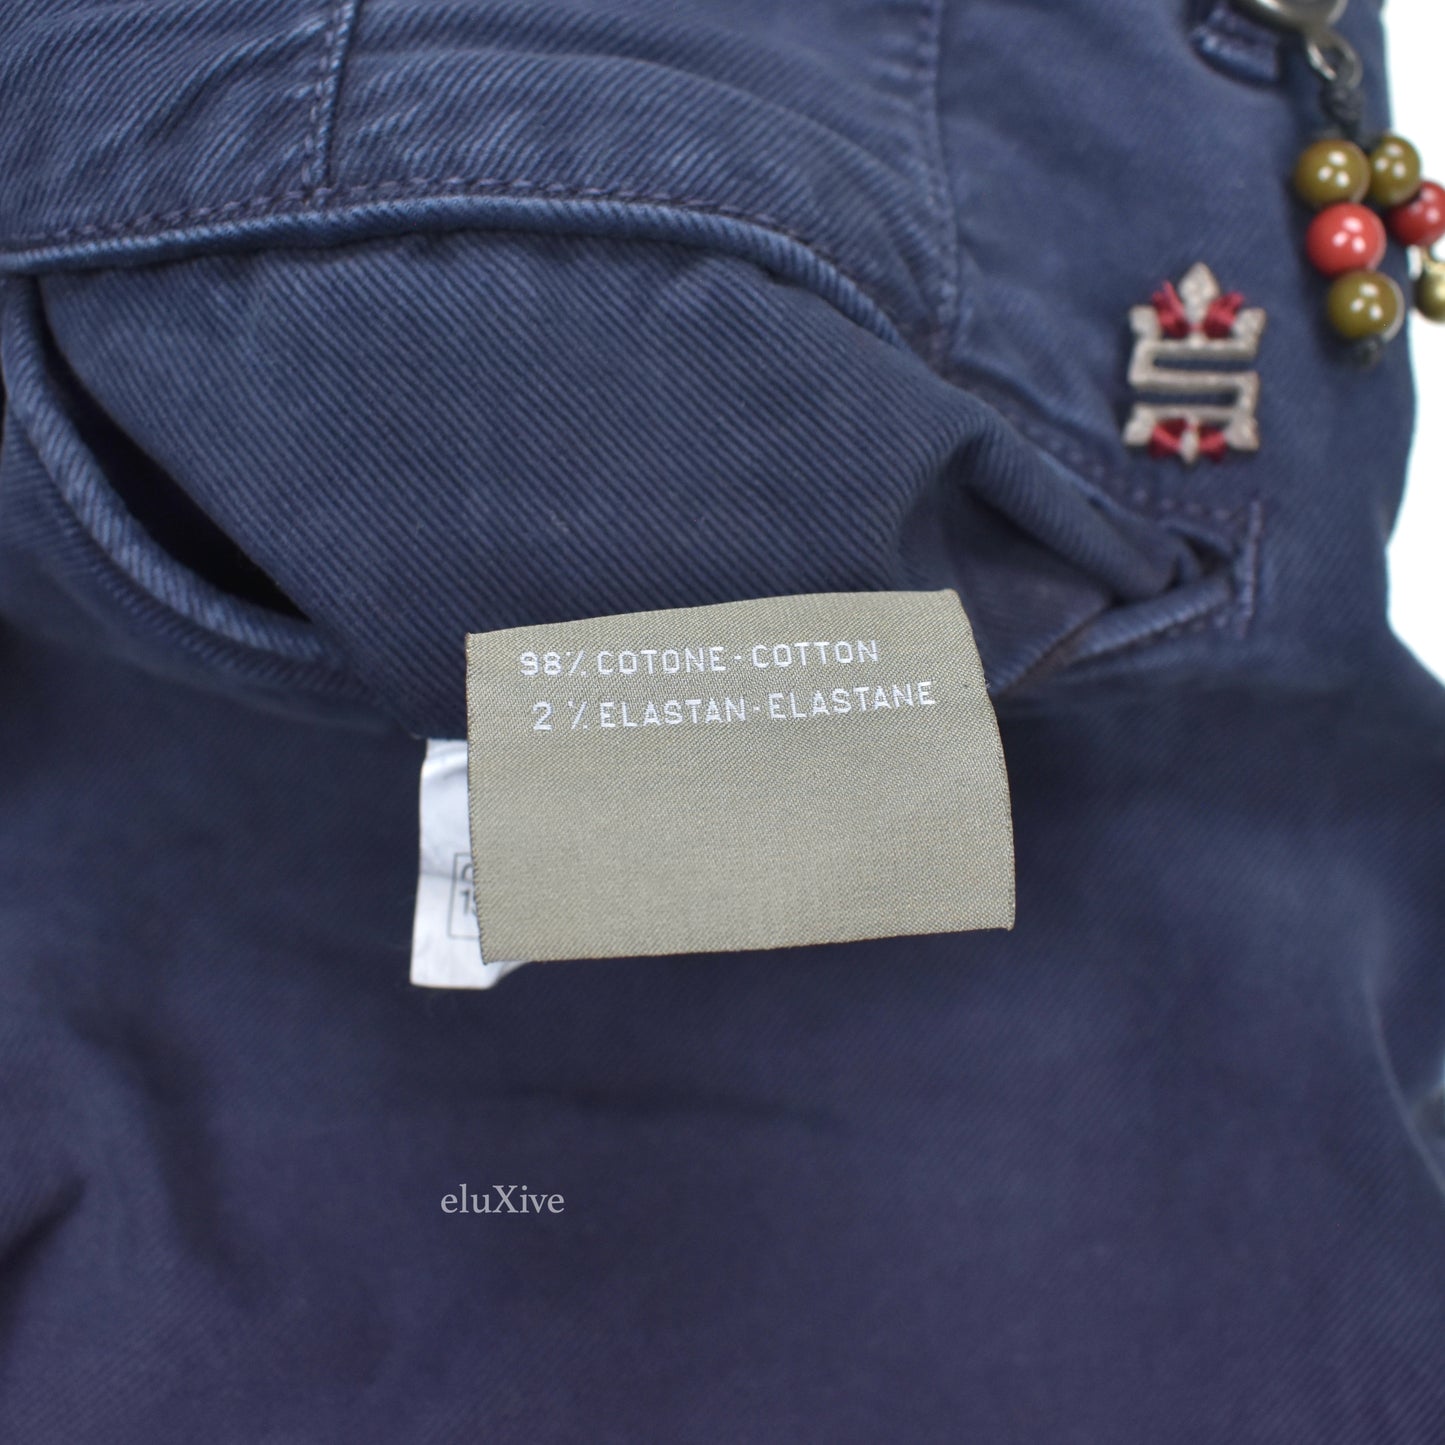 98% COTONE-COTTON
2% ELASTAN-ELASTANE
eluXive